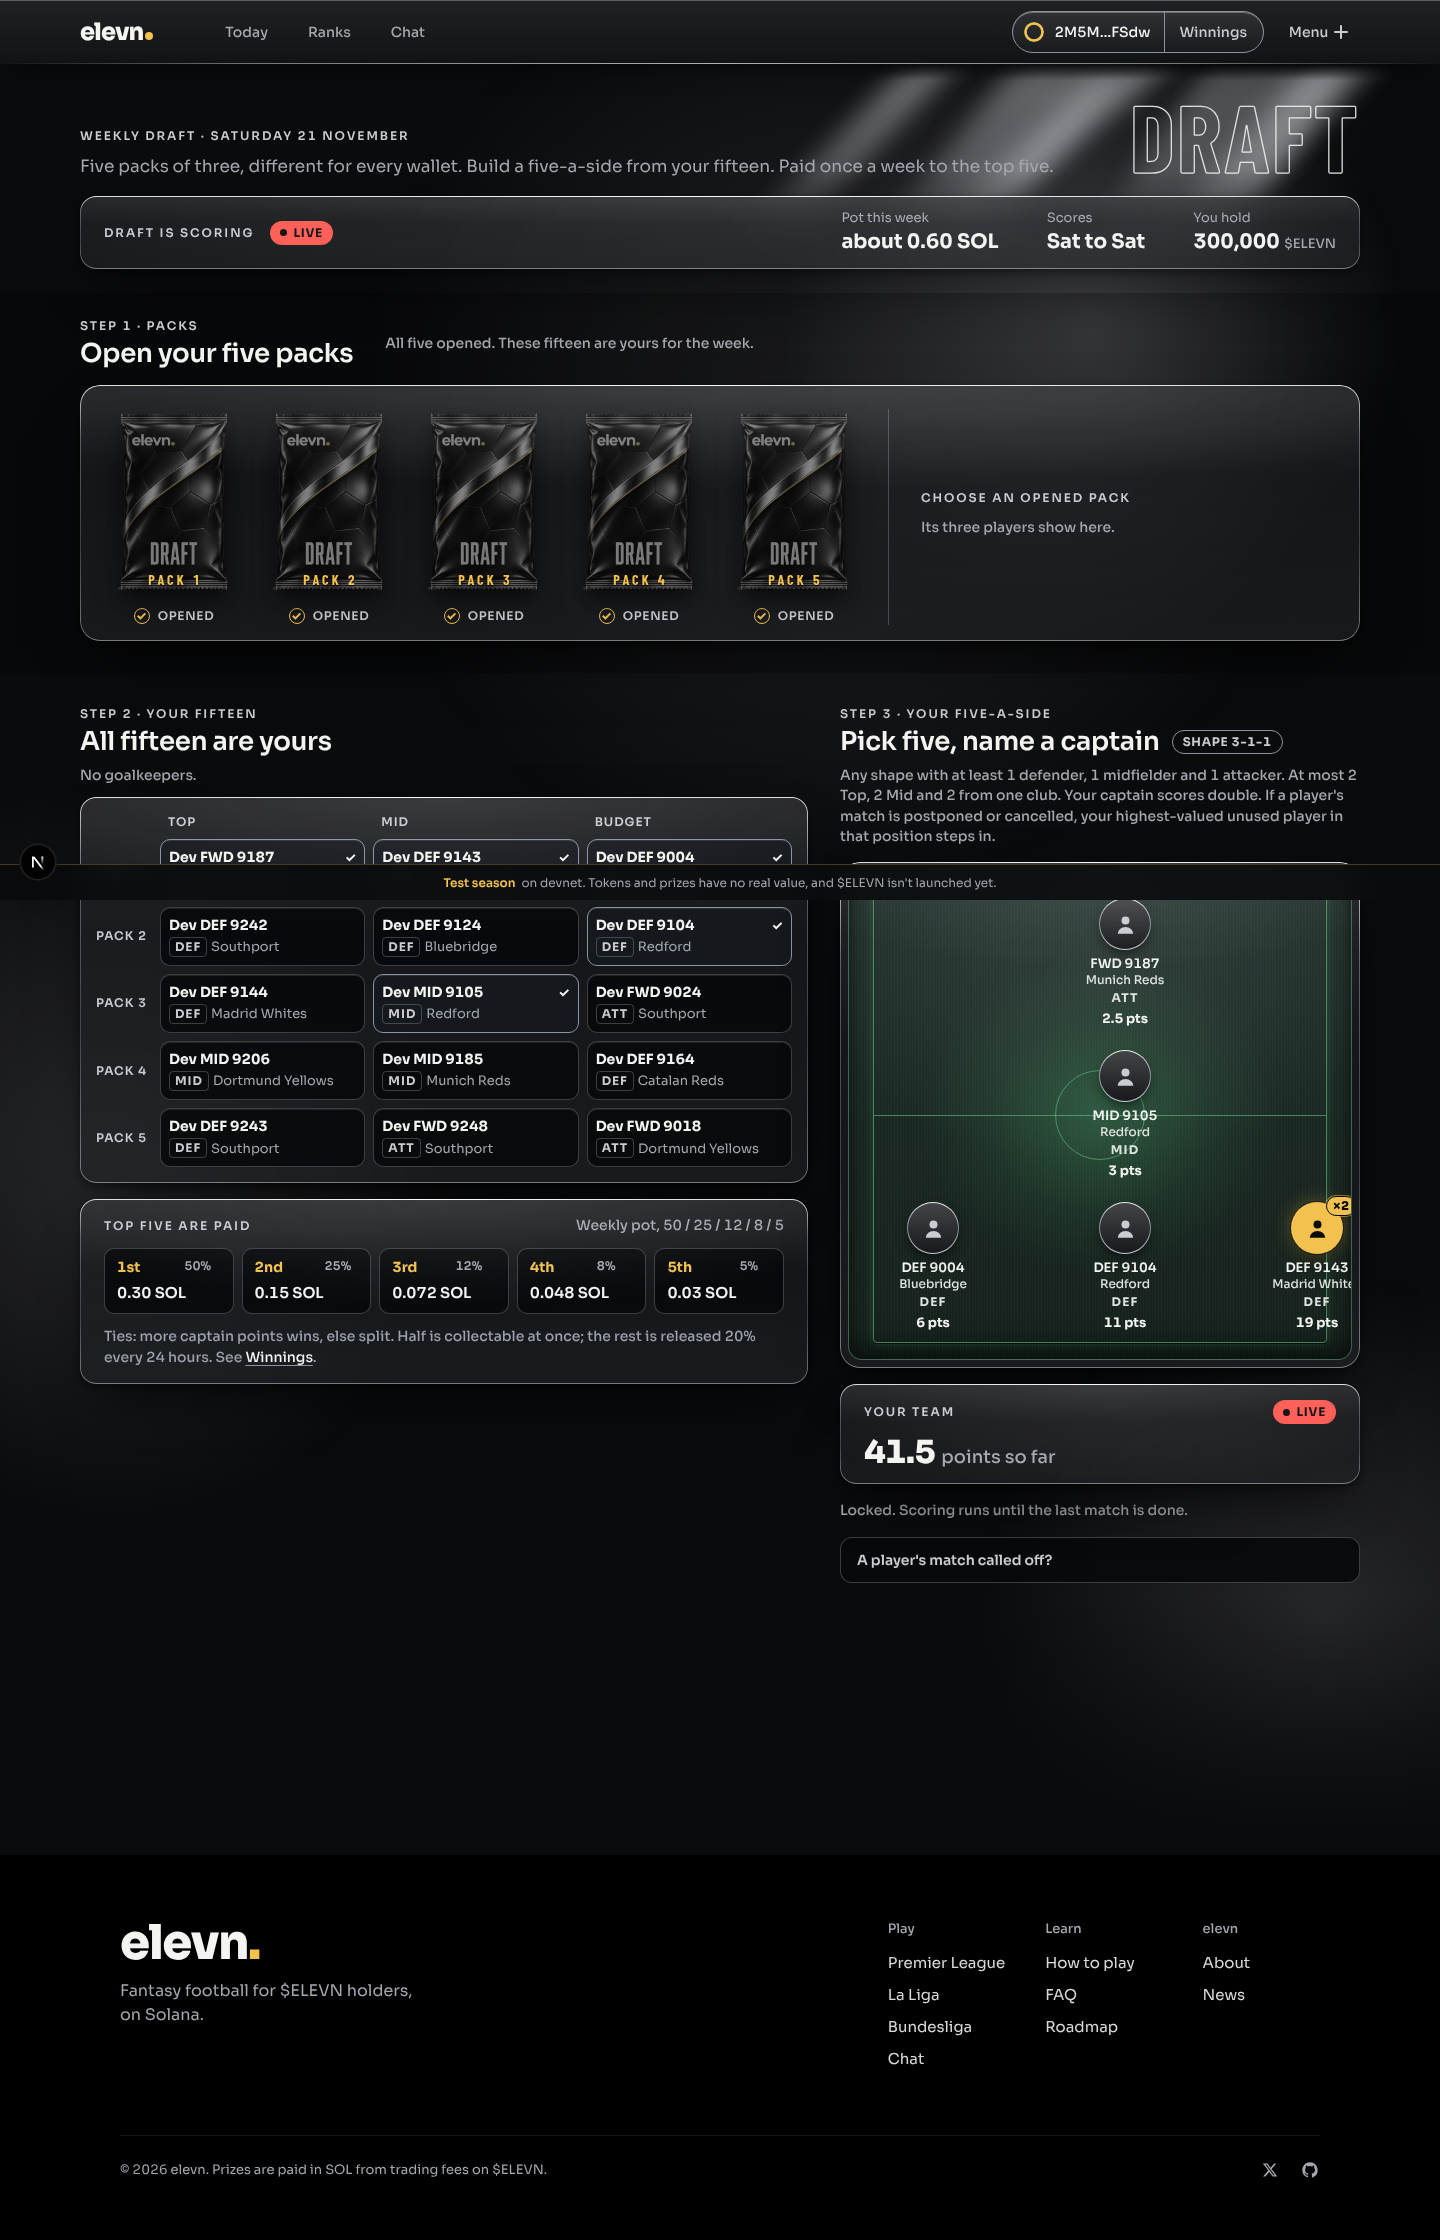 elevn.
Today
Ranks
Chat
2M5M...FSdw
Winnings
Menu
WEEKLY DRAFT · SATURDAY 21 NOVEMBER
Five packs of three, different for every wallet. Build a five-a-side from your fifteen. Paid once a week to the top five.
DRAFT
DRAFT IS SCORING
LIVE
Pot this week
about 0.60 SOL
Scores
Sat to Sat
You hold
300,000 $ELEVN
STEP 1 · PACKS
Open your five packs
All five opened. These fifteen are yours for the week.
elevn.
DRAFT
PACK 1
OPENED
elevn.
DRAFT
PACK 2
OPENED
elevn.
DRAFT
PACK 3
OPENED
elevn.
DRAFT
PACK 4
OPENED
elevn.
DRAFT
PACK 5
OPENED
CHOOSE AN OPENED PACK
Its three players show here.
STEP 2 · YOUR FIFTEEN
All fifteen are yours
No goalkeepers.
TOP
MID
BUDGET
Dev FWD 9187
Dev DEF 9143
Dev DEF 9004
PACK 2
Dev DEF 9242
DEF Southport
Dev DEF 9124
DEF Bluebridge
Dev DEF 9104
DEF Redford
PACK 3
Dev DEF 9144
DEF Madrid Whites
Dev MID 9105
MID Redford
Dev FWD 9024
ATT Southport
PACK 4
Dev MID 9206
MID Dortmund Yellows
Dev MID 9185
MID Munich Reds
Dev DEF 9164
DEF Catalan Reds
PACK 5
Dev DEF 9243
DEF Southport
Dev FWD 9248
ATT Southport
Dev FWD 9018
ATT Dortmund Yellows
TOP FIVE ARE PAID
Weekly pot, 50 / 25 / 12 / 8 / 5
1st 50%
0.30 SOL
2nd 25%
0.15 SOL
3rd 12%
0.072 SOL
4th 8%
0.048 SOL
5th 5%
0.03 SOL
Ties: more captain points wins, else split. Half is collectable at once; the rest is released 20%
every 24 hours. See Winnings.
STEP 3 · YOUR FIVE-A-SIDE
Pick five, name a captain
SHAPE 3-1-1
Any shape with at least 1 defender, 1 midfielder and 1 attacker. At most 2
Top, 2 Mid and 2 from one club. Your captain scores double. If a player's
match is postponed or cancelled, your highest-valued unused player in
that position steps in.
N
Test season on devnet. Tokens and prizes have no real value, and $ELEVN isn't launched yet.
FWD 9187
Munich Reds
ATT
2.5 pts
MID 9105
Redford
MID
3 pts
DEF 9004
Bluebridge
DEF
6 pts
DEF 9104
Redford
DEF
11 pts
×2
DEF 9143
Madrid White
DEF
19 pts
YOUR TEAM
LIVE
41.5 points so far
Locked. Scoring runs until the last match is done.
A player's match called off?
elevn.
Fantasy football for $ELEVN holders,
on Solana.
Play
Premier League
La Liga
Bundesliga
Chat
Learn
How to play
FAQ
Roadmap
elevn
About
News
© 2026 elevn. Prizes are paid in SOL from trading fees on $ELEVN.